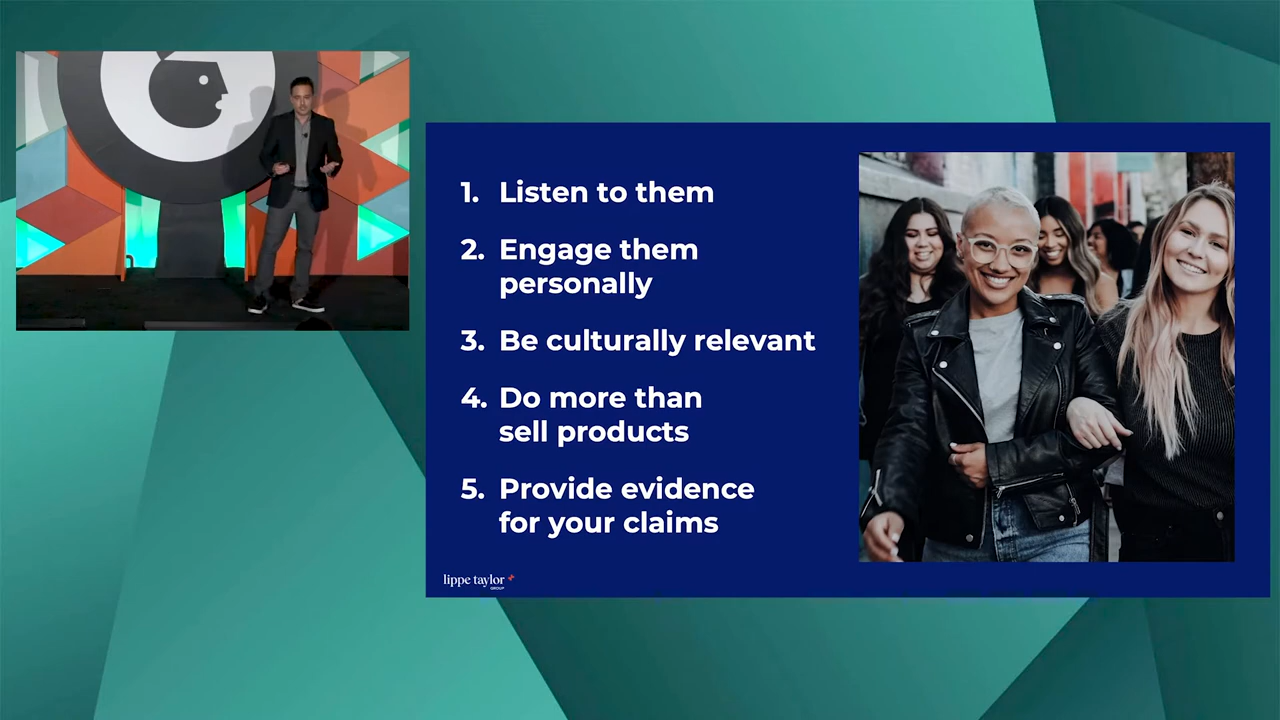 1. Listen to them
2. Engage them
personally
3. Be culturally relevant
4. Do more than
sell products
5. Provide evidence
for your claims
lippe taylor
GROUP